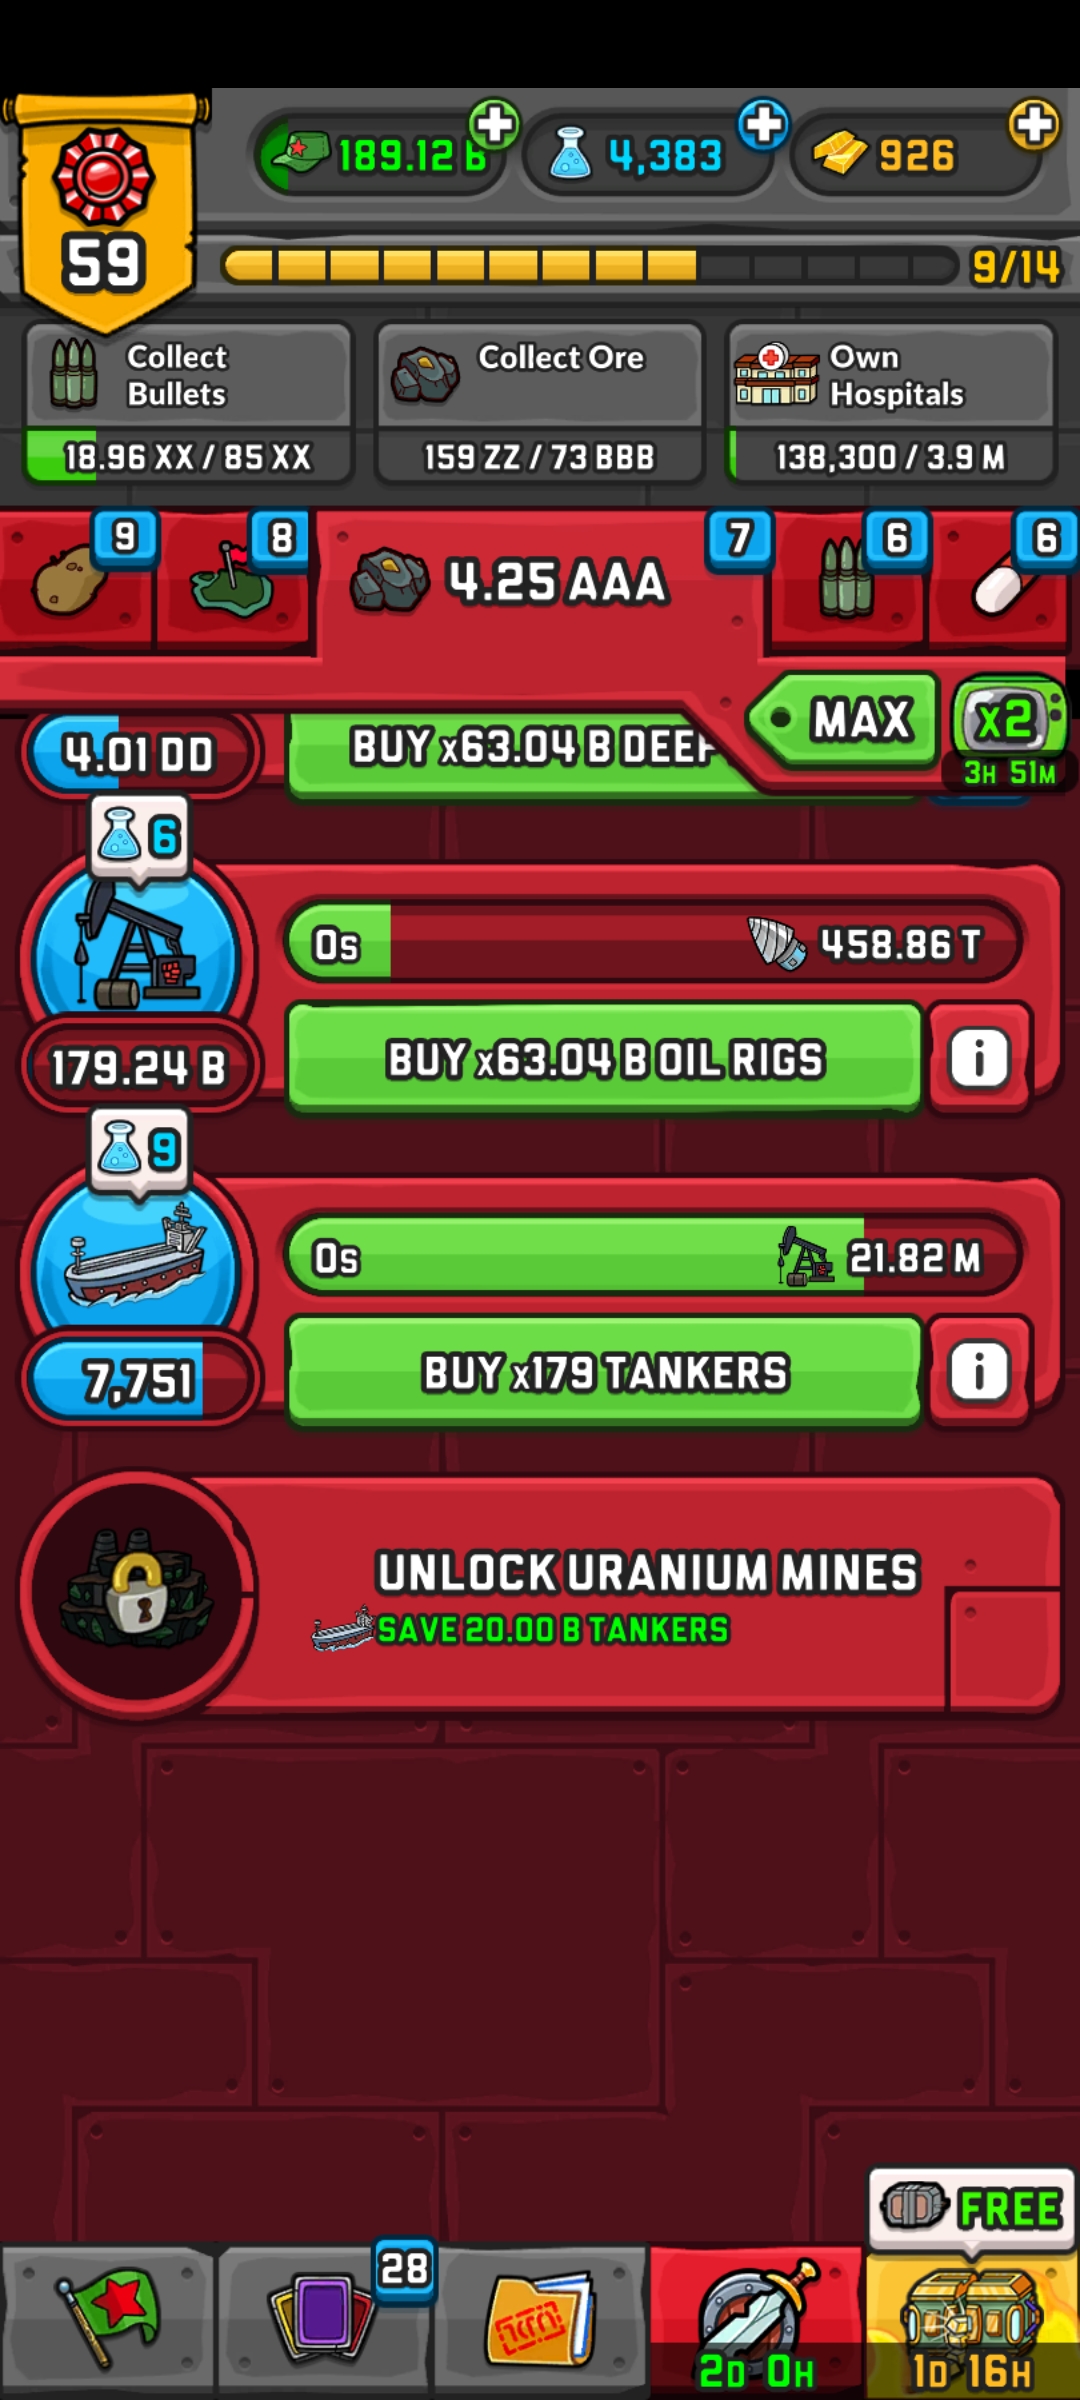 59
189.12 B
4,383
926
9/14
Collect
Bullets
18.96 XX / 85 XX
Collect Ore
159 ZZ / 73 BBB
Own
Hospitals
138,300 / 3.9 M
9
8
4.25 AAA
7
6
6
MAX
x2
3H 51M
4.01 DD
BUY x63.04 B DEEP
6
0s
458.86 T
179.24 B
BUY x63.04 B OIL RIGS
i
9
0s
21.82 M
7,751
BUY x179 TANKERS
i
UNLOCK URANIUM MINES
SAVE 20.00 B TANKERS
FREE
28
2D 0H
1D 16H